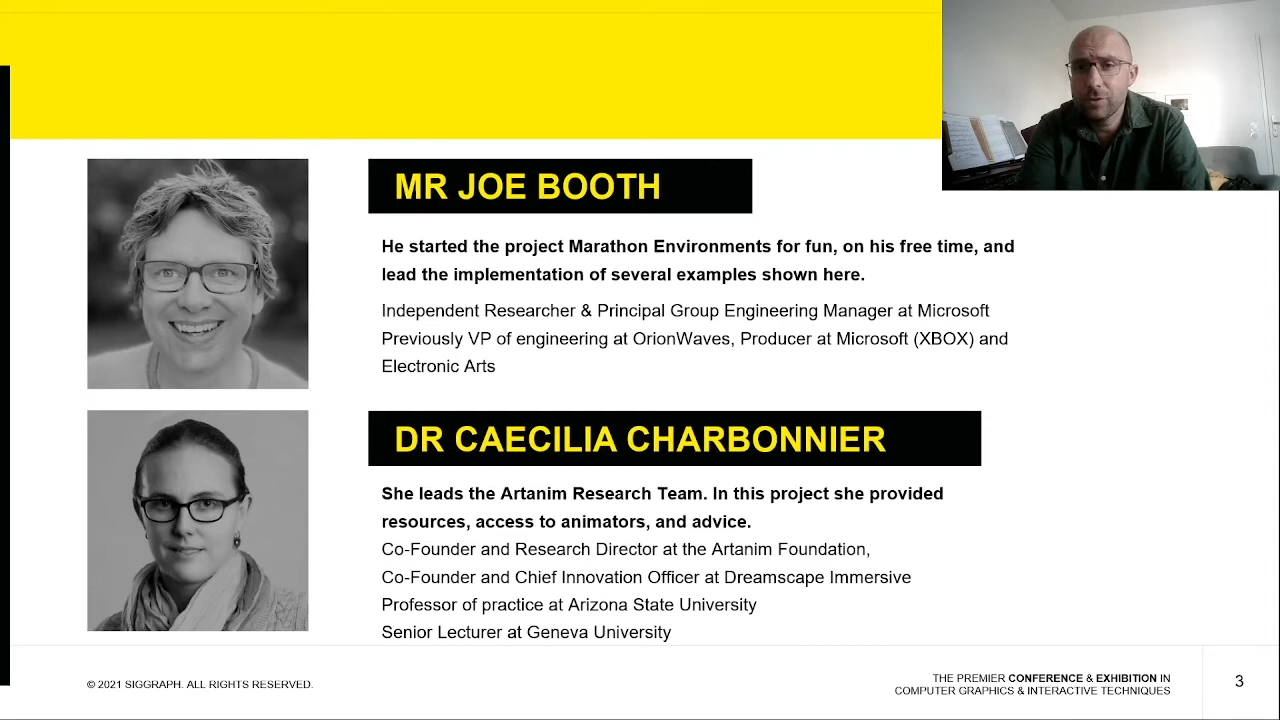 MR JOE BOOTH
He started the project Marathon Environments for fun, on his free time, and
lead the implementation of several examples shown here.
Independent Researcher & Principal Group Engineering Manager at Microsoft
Previously VP of engineering at OrionWaves, Producer at Microsoft (XBOX) and
Electronic Arts
DR CAECILIA CHARBONNIER
She leads the Artanim Research Team. In this project she provided
resources, access to animators, and advice.
Co-Founder and Research Director at the Artanim Foundation,
Co-Founder and Chief Innovation Officer at Dreamscape Immersive
Professor of practice at Arizona State University
Senior Lecturer at Geneva University
© 2021 SIGGRAPH. ALL RIGHTS RESERVED.
THE PREMIER CONFERENCE & EXHIBITION IN
COMPUTER GRAPHICS & INTERACTIVE TECHNIQUES
3